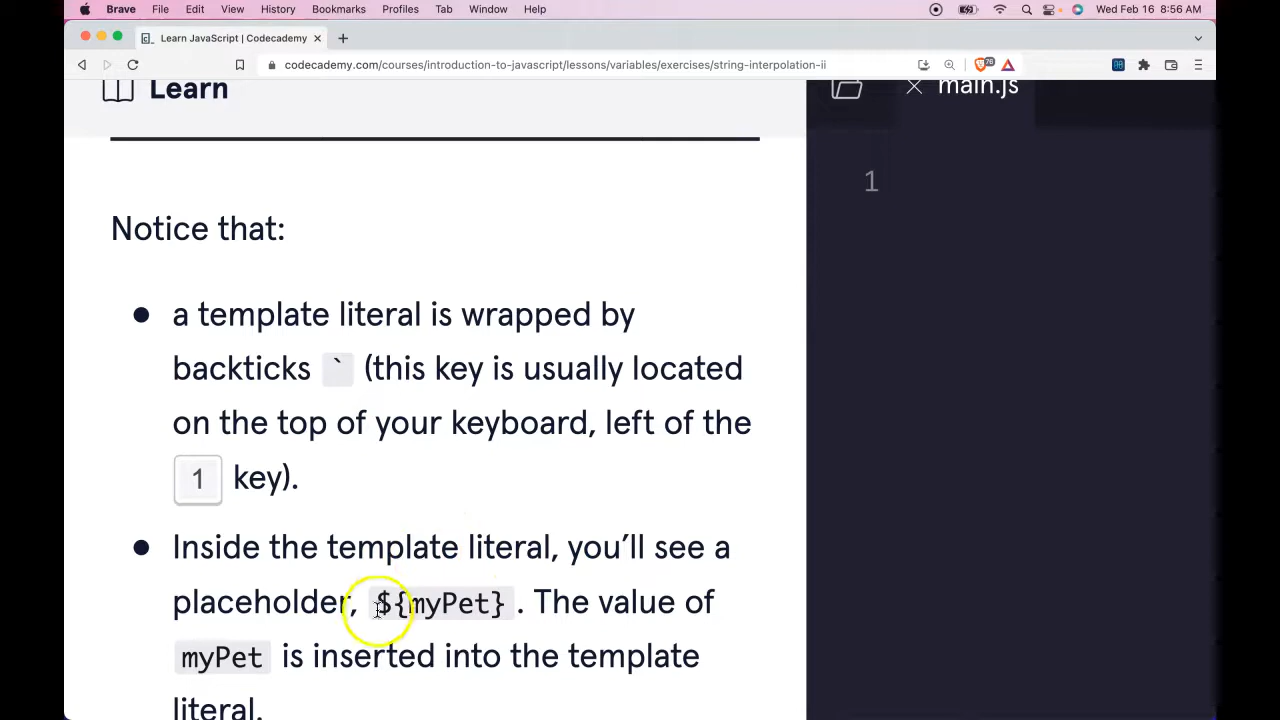 Brave File Edit View History Bookmarks Profiles Tab Window Help Wed Feb 16 8:56 AM
Learn JavaScript | Codecademy
codecademy.com/courses/introduction-to-javascript/lessons/variables/exercises/string-interpolation-ii
76
Learn
main.js
1
Notice that:
● a template literal is wrapped by
backticks ` (this key is usually located
on the top of your keyboard, left of the
1 key).
● Inside the template literal, you’ll see a
placeholder, ${myPet} . The value of
myPet is inserted into the template
literal.